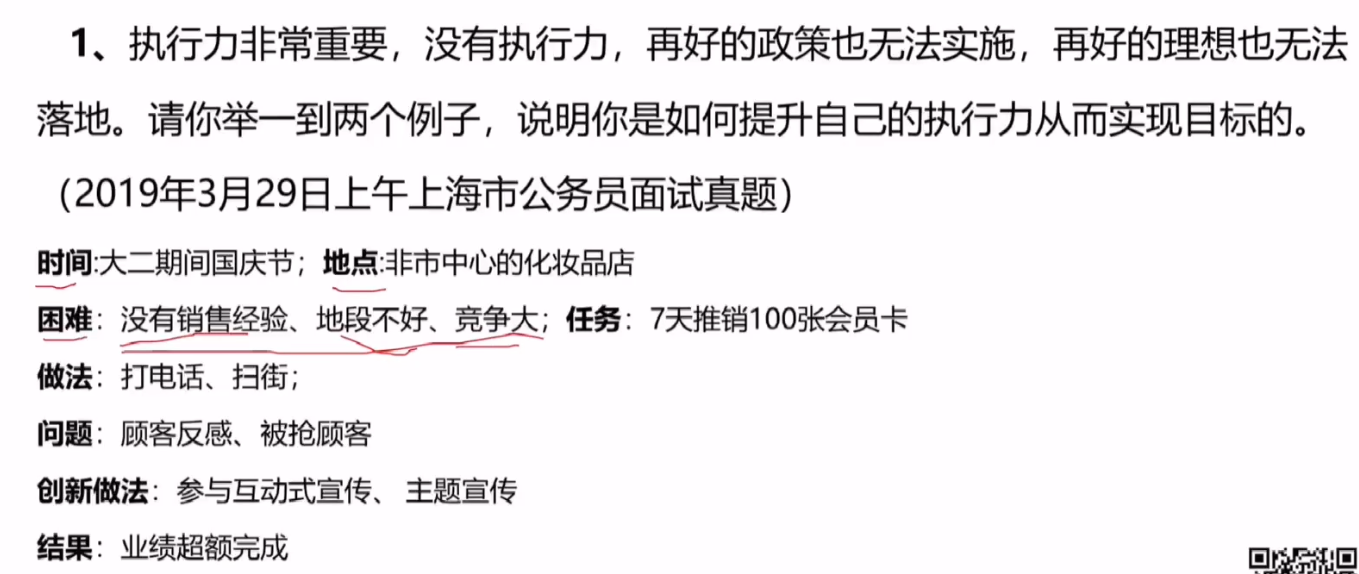 1、执行力非常重要，没有执行力，再好的政策也无法实施，再好的理想也无法
落地。请你举一到两个例子，说明你是如何提升自己的执行力从而实现目标的。
（2019年3月29日上午上海市公务员面试真题）
时间:大二期间国庆节；地点:非市中心的化妆品店
困难：没有销售经验、地段不好、竞争大；任务：7天推销100张会员卡
做法：打电话、扫街；
问题：顾客反感、被抢顾客
创新做法：参与互动式宣传、 主题宣传
结果：业绩超额完成